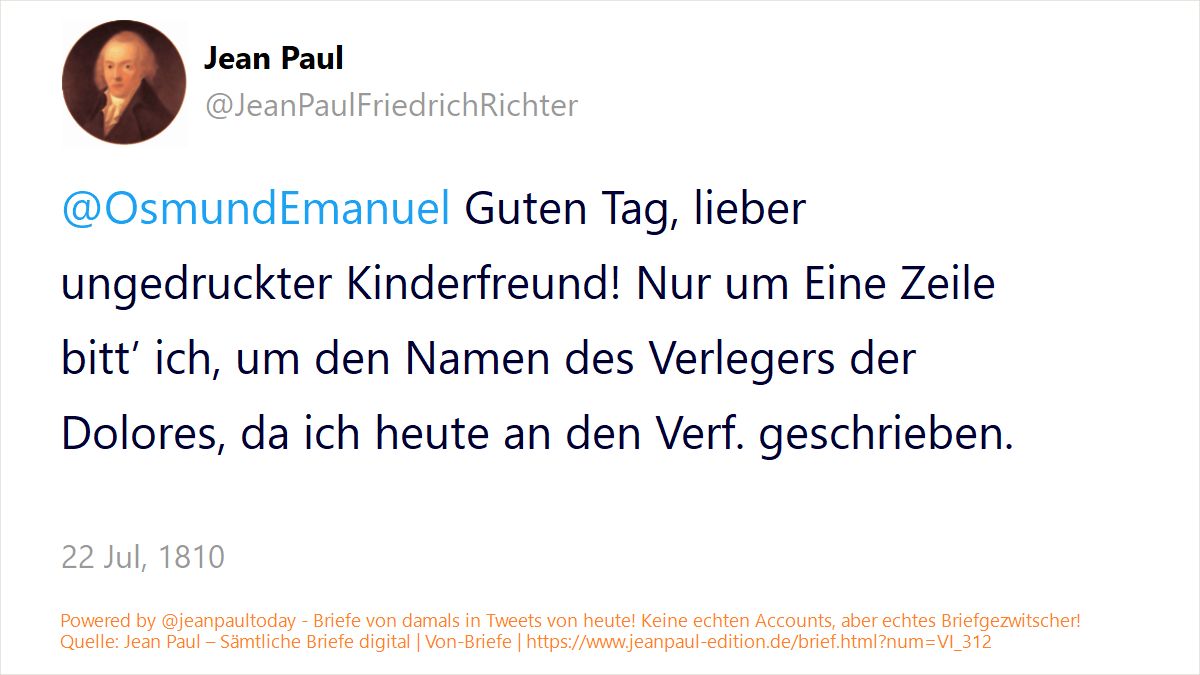 Jean Paul
@JeanPaulFriedrichRichter
@OsmundEmanuel Guten Tag, lieber
ungedruckter Kinderfreund! Nur um Eine Zeile
bitt’ ich, um den Namen des Verlegers der
Dolores, da ich heute an den Verf. geschrieben.
22 Jul, 1810
Powered by @jeanpaultoday - Briefe von damals in Tweets von heute! Keine echten Accounts, aber echtes Briefgezwitscher!
Quelle: Jean Paul – Sämtliche Briefe digital | Von-Briefe | https://www.jeanpaul-edition.de/brief.html?num=VI_312